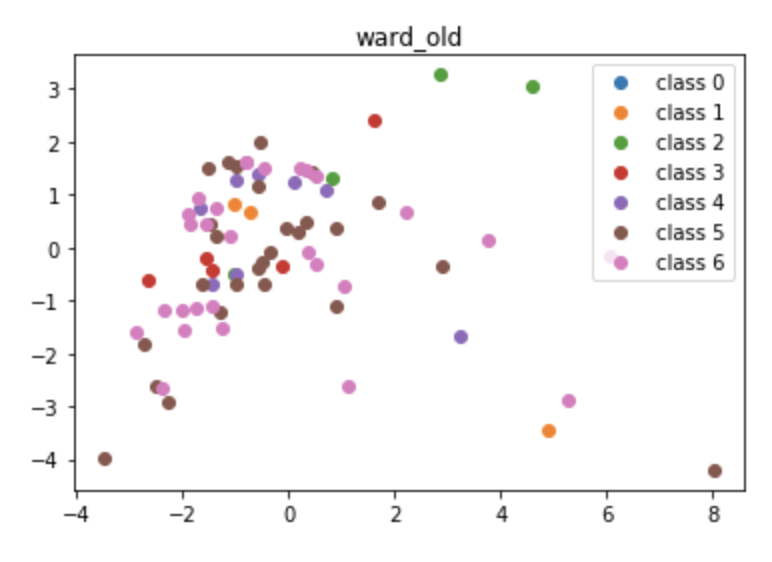 ward_old
3
2
1
0
−1
−2
−3
−4
−4 −2 0 2 4 6 8
class 0
class 1
class 2
class 3
class 4
class 5
class 6